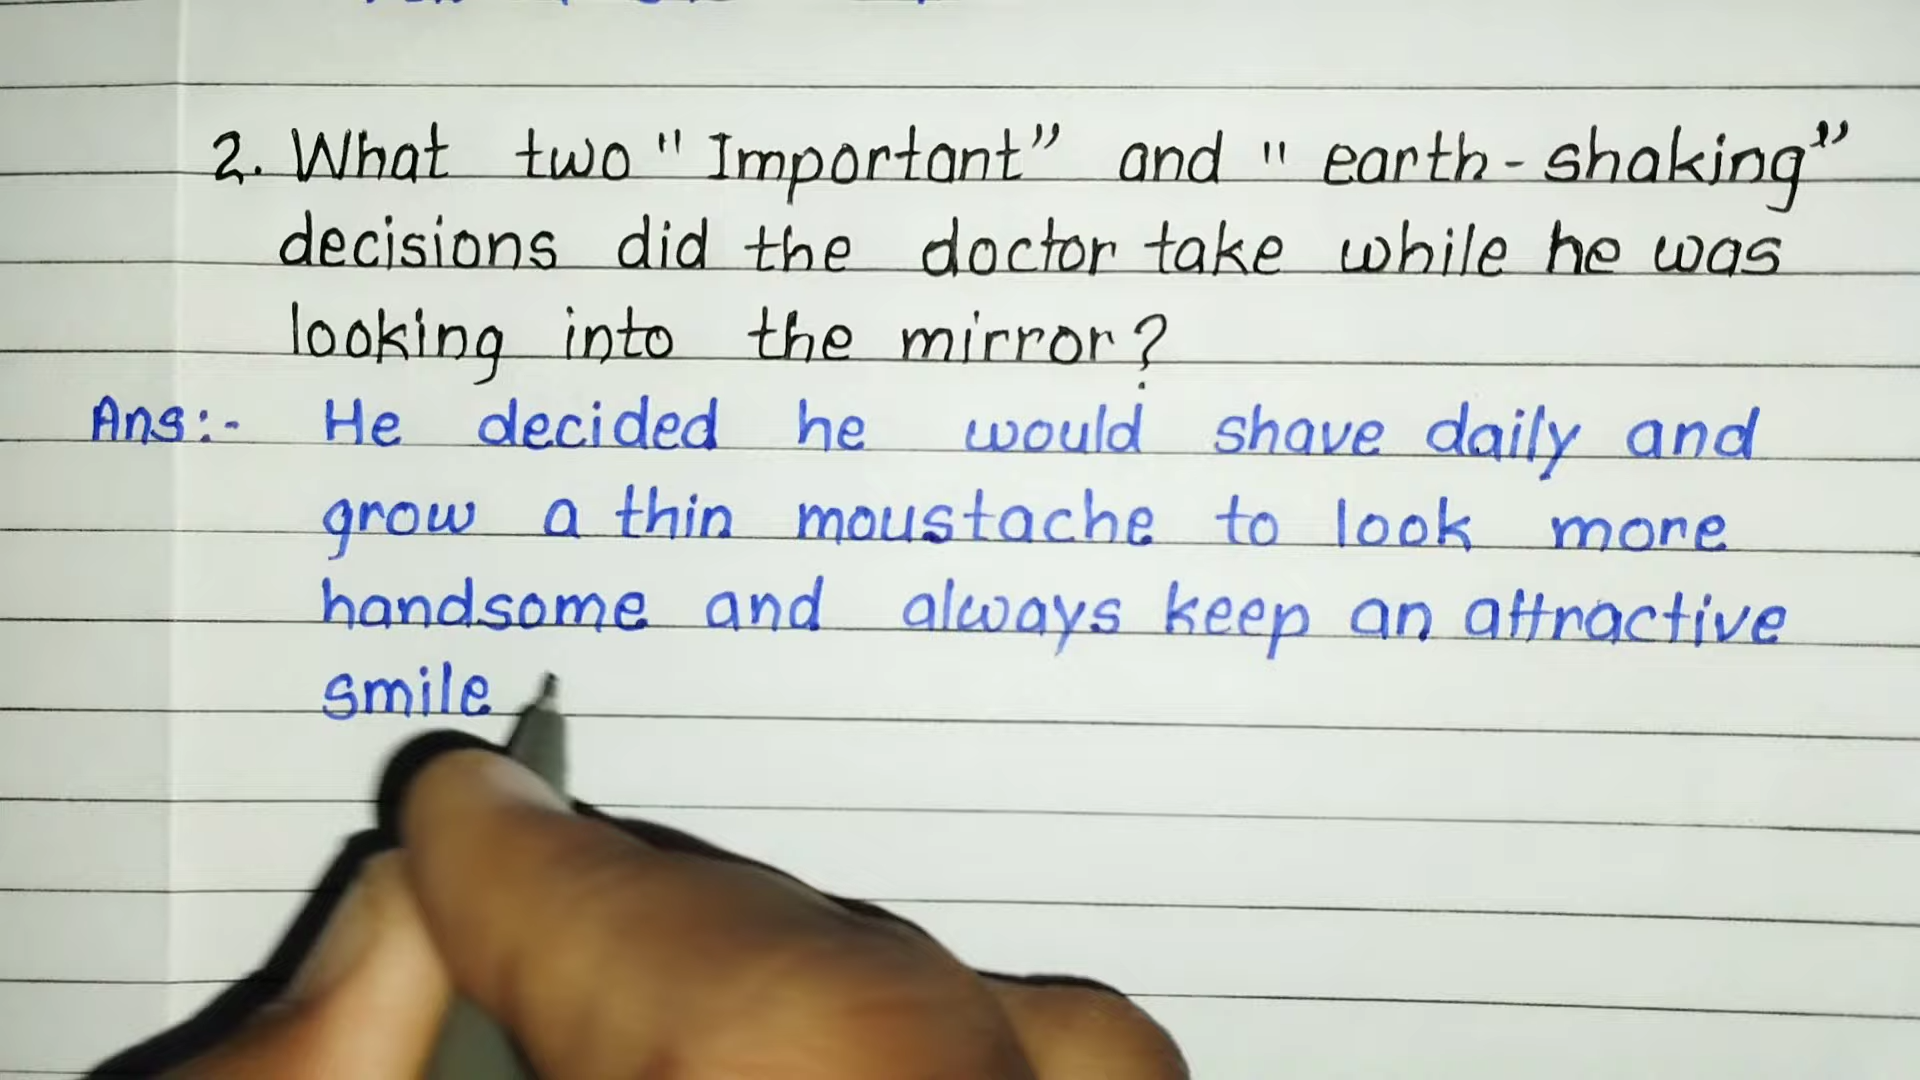 2. What two " Important" and " earth - shaking"
decisions did the doctor take while he was
looking into the mirror?
Ans:- He decided he would shave daily and
grow a thin moustache to look more
handsome and always keep an attractive
smile